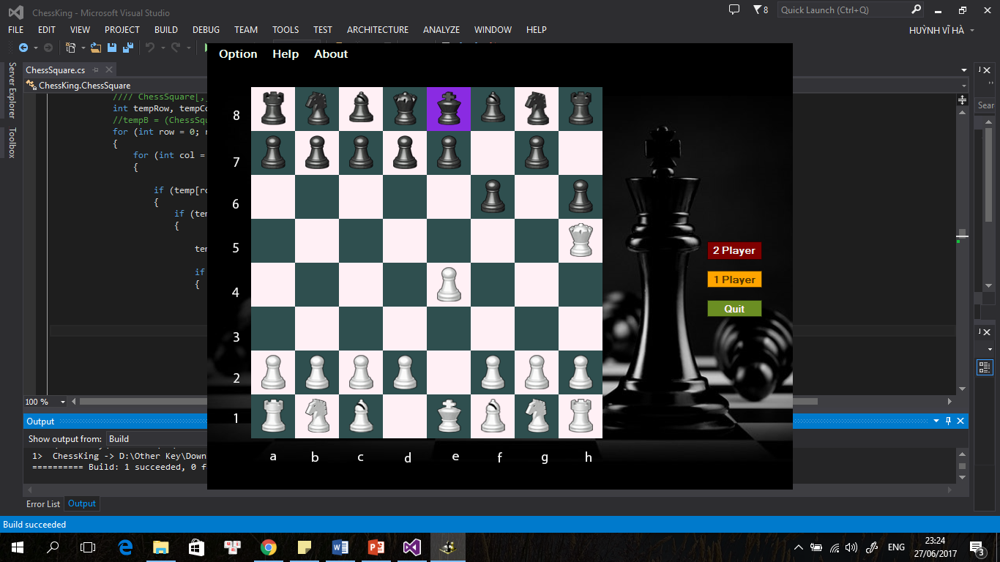 ChessKing - Microsoft Visual Studio
8
Quick Launch (Ctrl+Q)
FILE EDIT VIEW PROJECT BUILD DEBUG TEAM TOOLS TEST ARCHITECTURE ANALYZE WINDOW HELP
HUỲNH VĨ HÀ
Server Explorer
Toolbox
ChessSquare.cs
ChessKing.ChessSquare
//// ChessSquare[,]
int tempRow, tempCo
//tempB = (ChessSqu
for (int row = 0; r
{
for (int col =
{
if (temp[ro
{
if (tem
{
tem
if
{
Sear
Option Help About
8
7
6
5
4
3
2
1
a b c d e f g h
2 Player
1 Player
Quit
100 %
Output
Show output from: Build
1> ChessKing -> D:\Other Key\Down
========== Build: 1 succeeded, 0 f
Error List Output
Build succeeded
ENG
23:24
27/06/2017
3